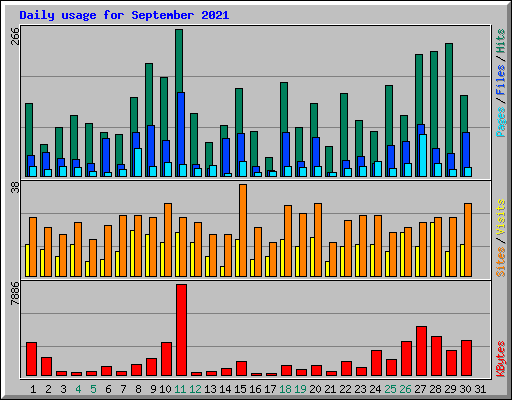 Daily usage for September 2021
266
Pages / Files / Hits
38
Sites / Visits
7886
KBytes
1 2 3 4 5 6 7 8 9 10 11 12 13 14 15 16 17 18 19 20 21 22 23 24 25 26 27 28 29 30 31